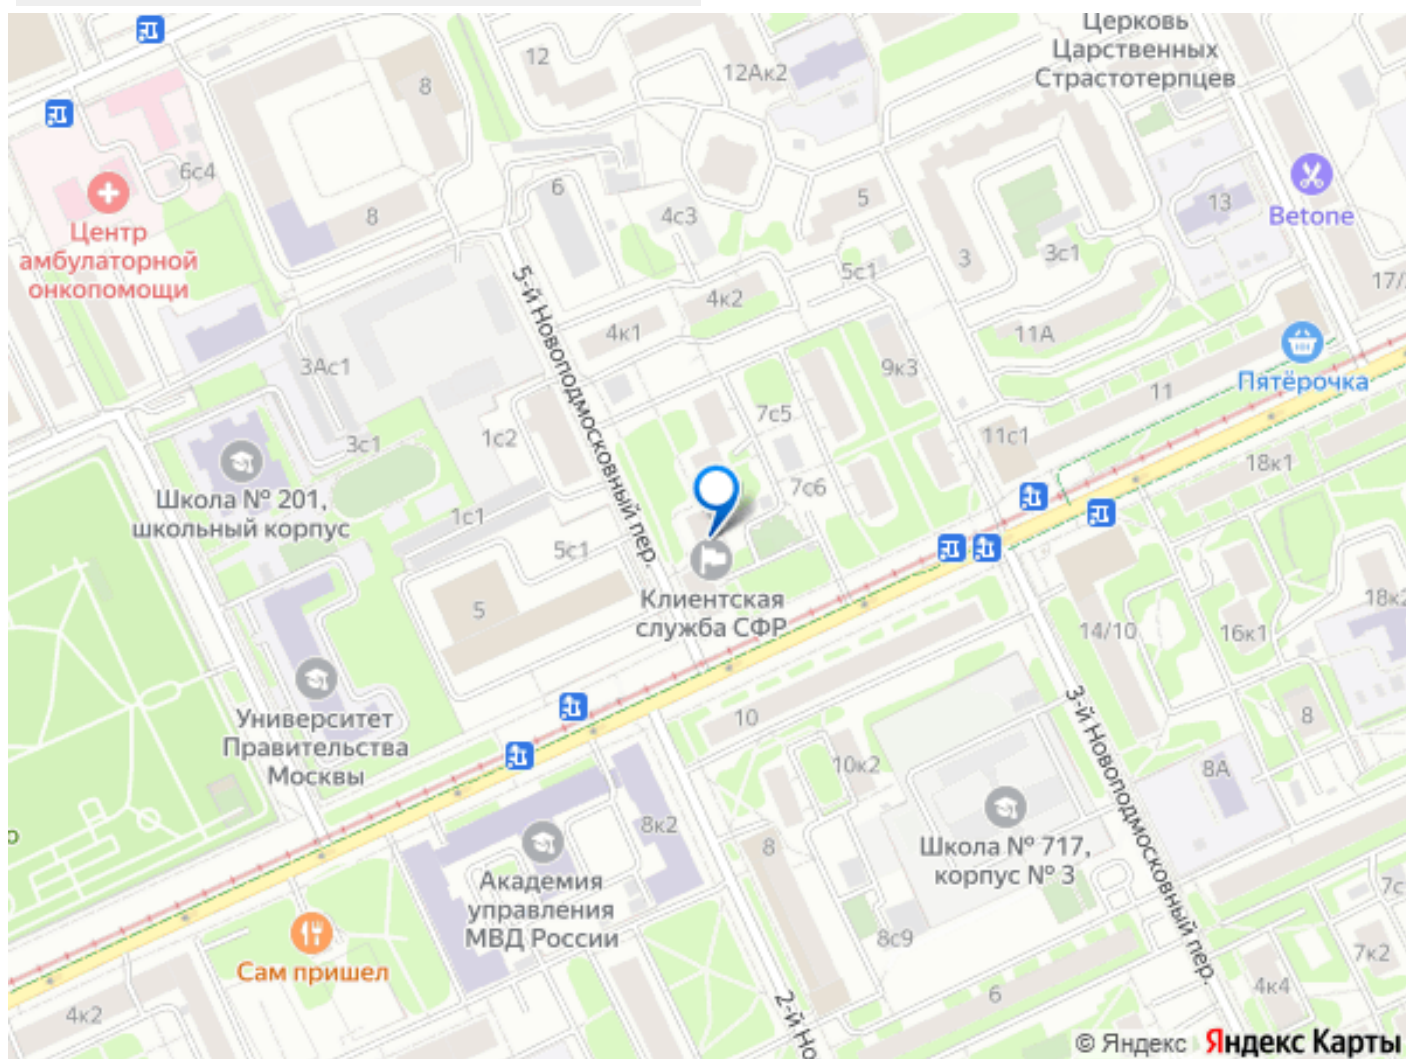 Церковь
Царственных
Страстотерпцев
12
12Ак2
8
6с4
6
5
4с3
13
Betone
Центр
амбулаторной
онкопомощи
8
5-й Новоподмосковный пер.
3
3с1
5с1
17/
4к2
4к1
11А
Пятёрочка
3Ас1
9к3
11
7с5
1с2
3с1
11с1
18к1
Школа № 201,
школьный корпус
7с6
1с1
5с1
Клиентская
служба СФР
5
14/10
16к1
18к2
Университет
Правительства
Москвы
10
3-й Новоподмосковный пер.
8
10к2
8А
8к2
8
Школа № 717,
корпус № 3
Академия
управления
МВД России
7с
8с9
7к2
Сам пришел
4к2
6
4к4
2-й Но
о
© Яндекс Яндекс Карты